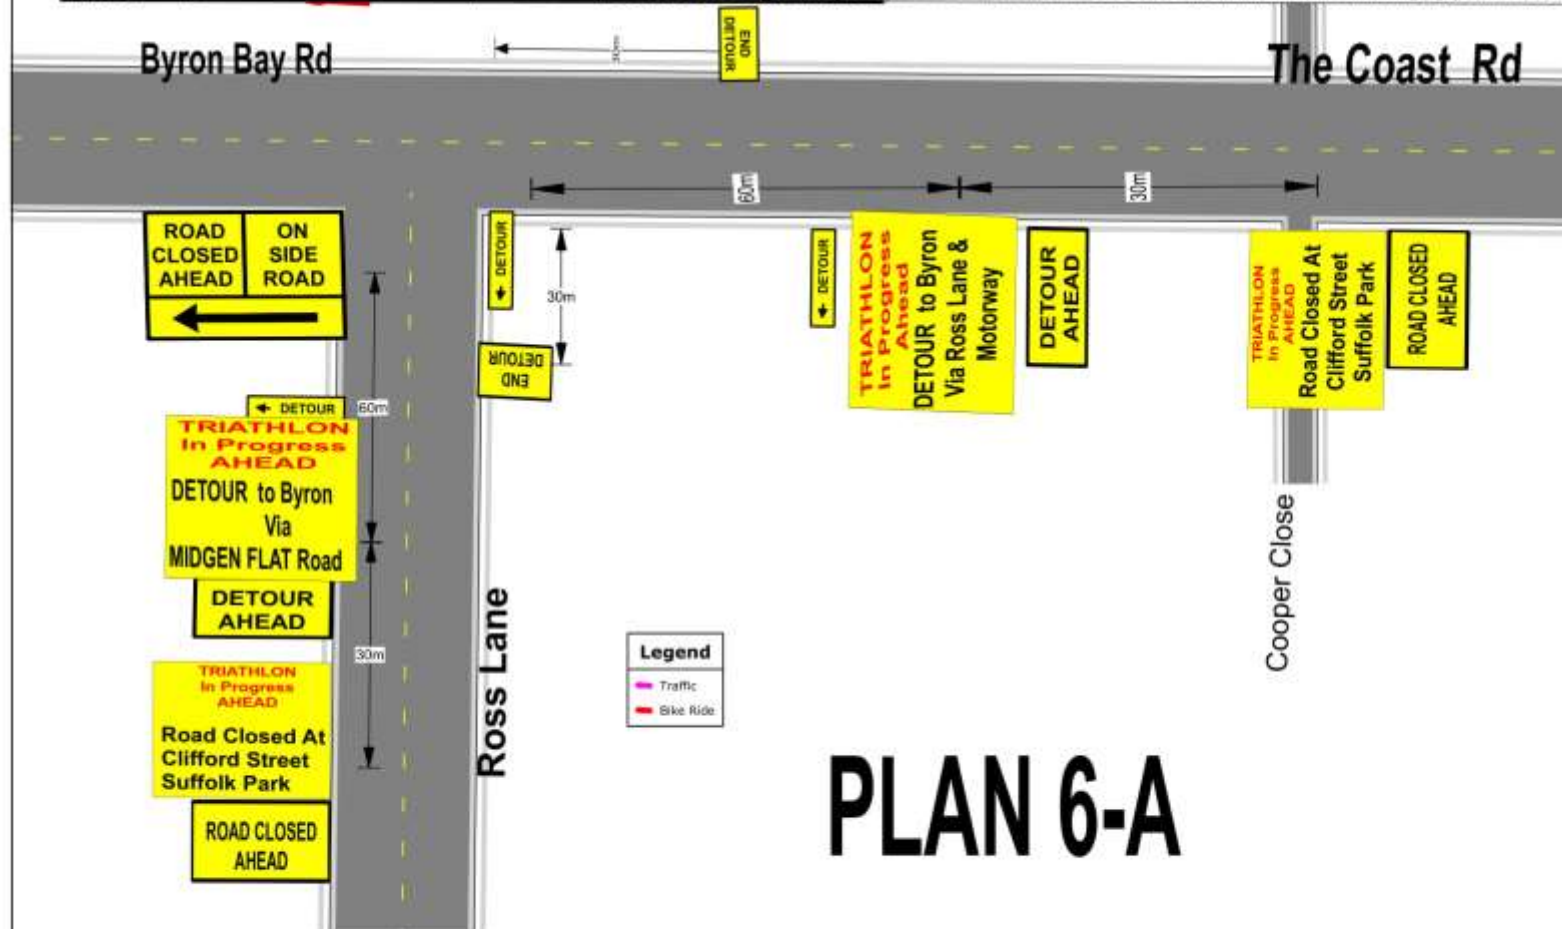 Byron Bay Rd
30m
END
DETOUR
The Coast Rd
60m
30m
ROAD
CLOSED
AHEAD
ON
SIDE
ROAD
DETOUR
30m
END
DETOUR
DETOUR
TRIATHLON
In Progress
Ahead
DETOUR to Byron
Via Ross Lane &
Motorway
DETOUR
AHEAD
TRIATHLON
In Progress
AHEAD
Road Closed At
Clifford Street
Suffolk Park
ROAD CLOSED
AHEAD
60m
DETOUR
TRIATHLON
In Progress
AHEAD
DETOUR to Byron
Via
MIDGEN FLAT Road
DETOUR
AHEAD
30m
TRIATHLON
In Progress
AHEAD
Road Closed At
Clifford Street
Suffolk Park
ROAD CLOSED
AHEAD
Ross Lane
Cooper Close
Legend
Traffic
Bike Ride
PLAN 6-A